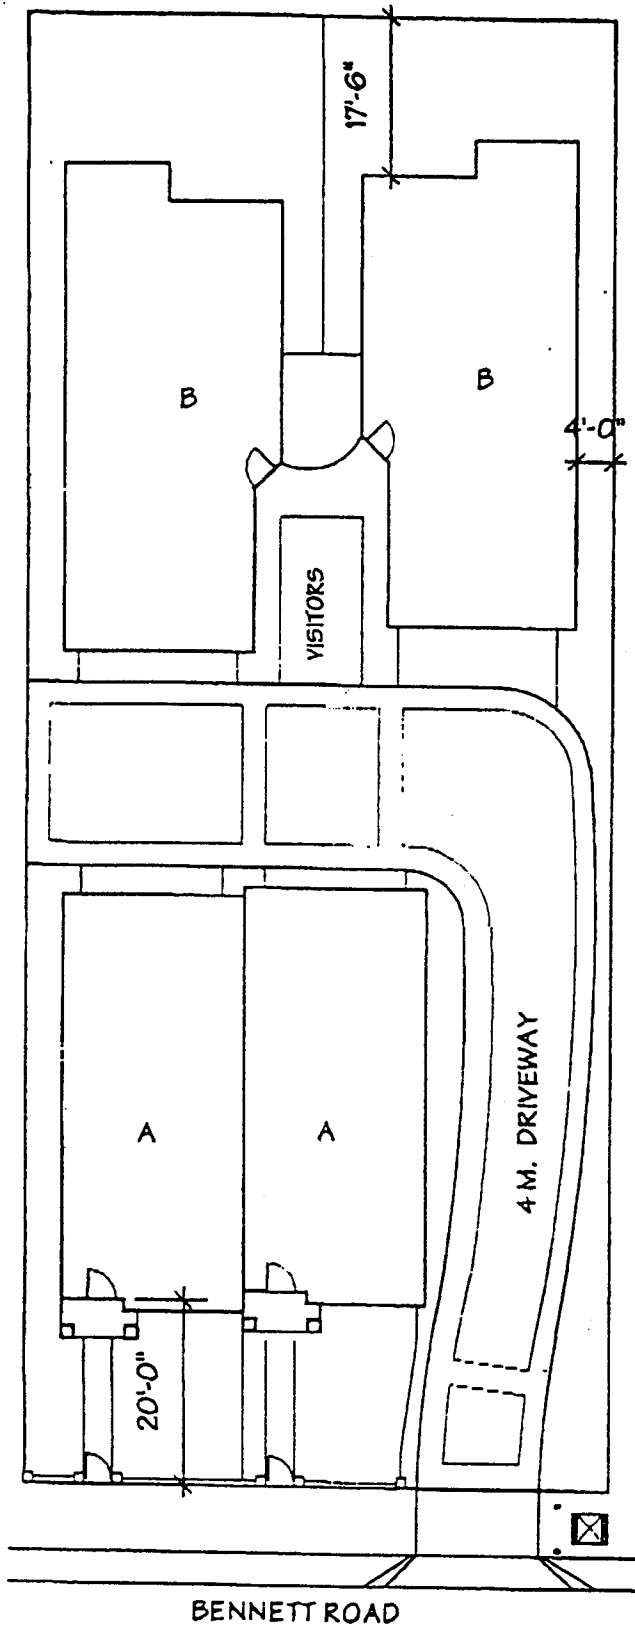 17'-6"
B
B
4'-0"
VISITORS
4 M. DRIVEWAY
A
A
20'-0"
BENNETT ROAD